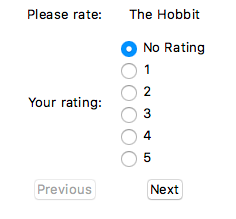 Please rate: The Hobbit
No Rating
1
2
Your rating: 3
4
5
Previous Next